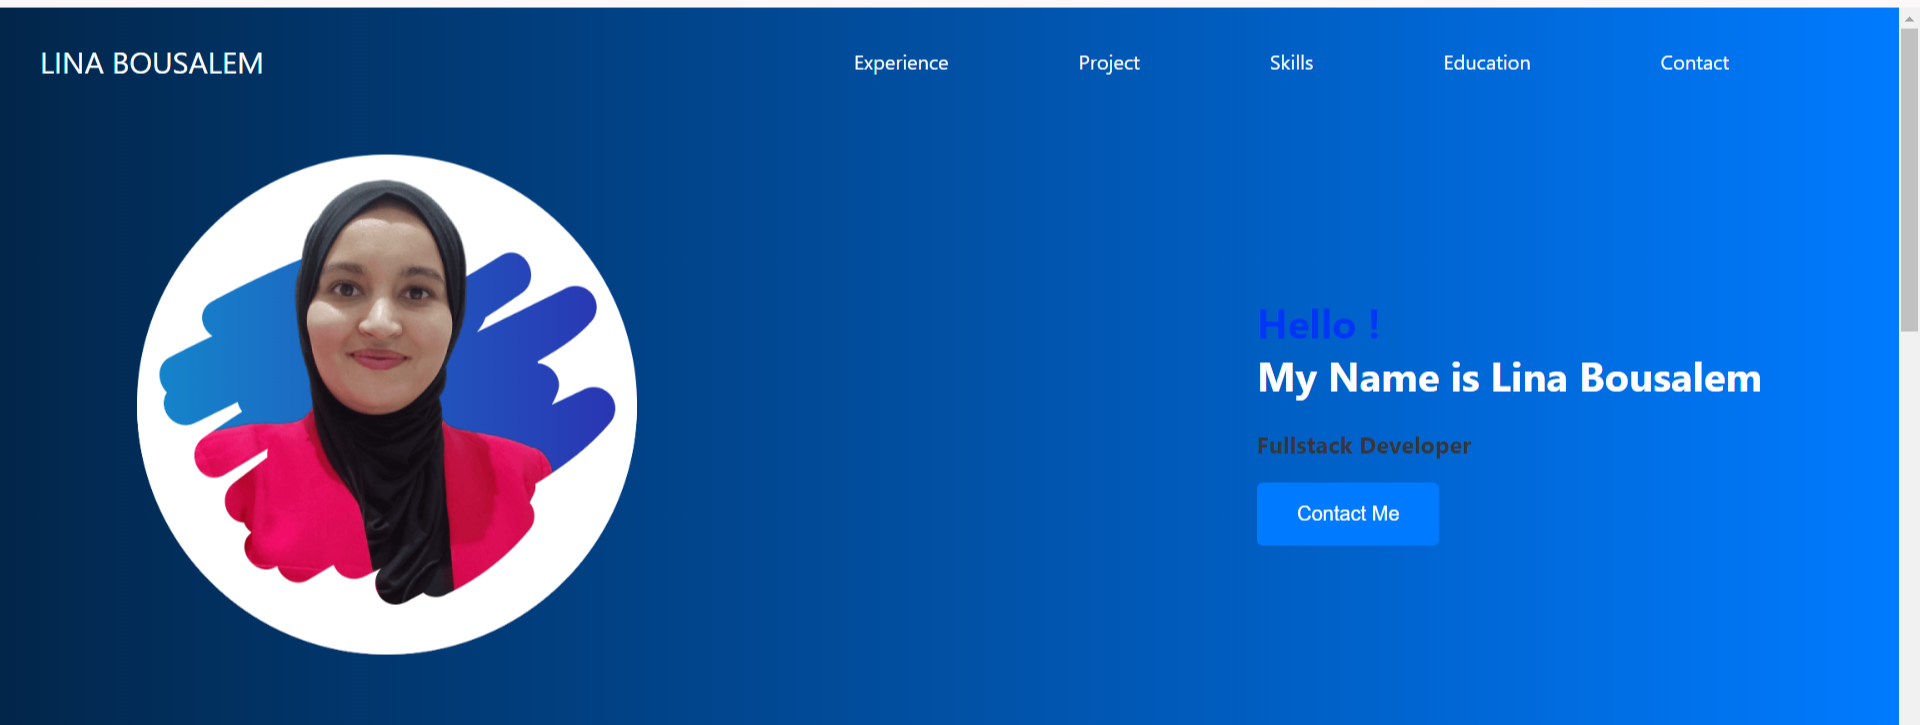 LINA BOUSALEM
Experience Project Skills Education Contact
Hello !
My Name is Lina Bousalem
Fullstack Developer
Contact Me